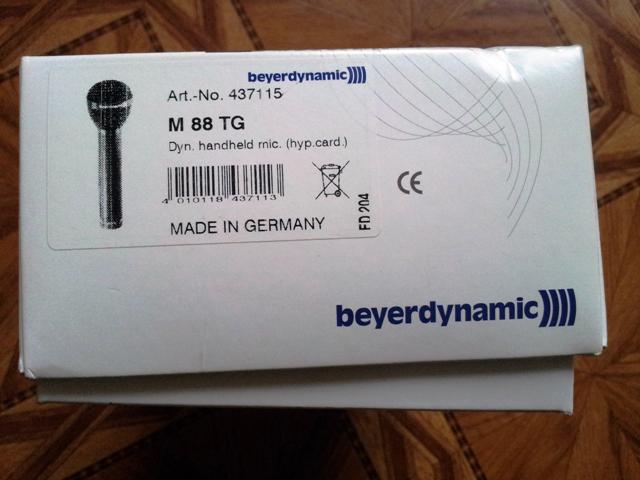 beyerdynamic))))
Art.-No. 437115
M 88 TG
Dyn. handheld mic. (hyp.card.)
4 010118 437113
MADE IN GERMANY
FD 204
CE
beyerdynamic))))